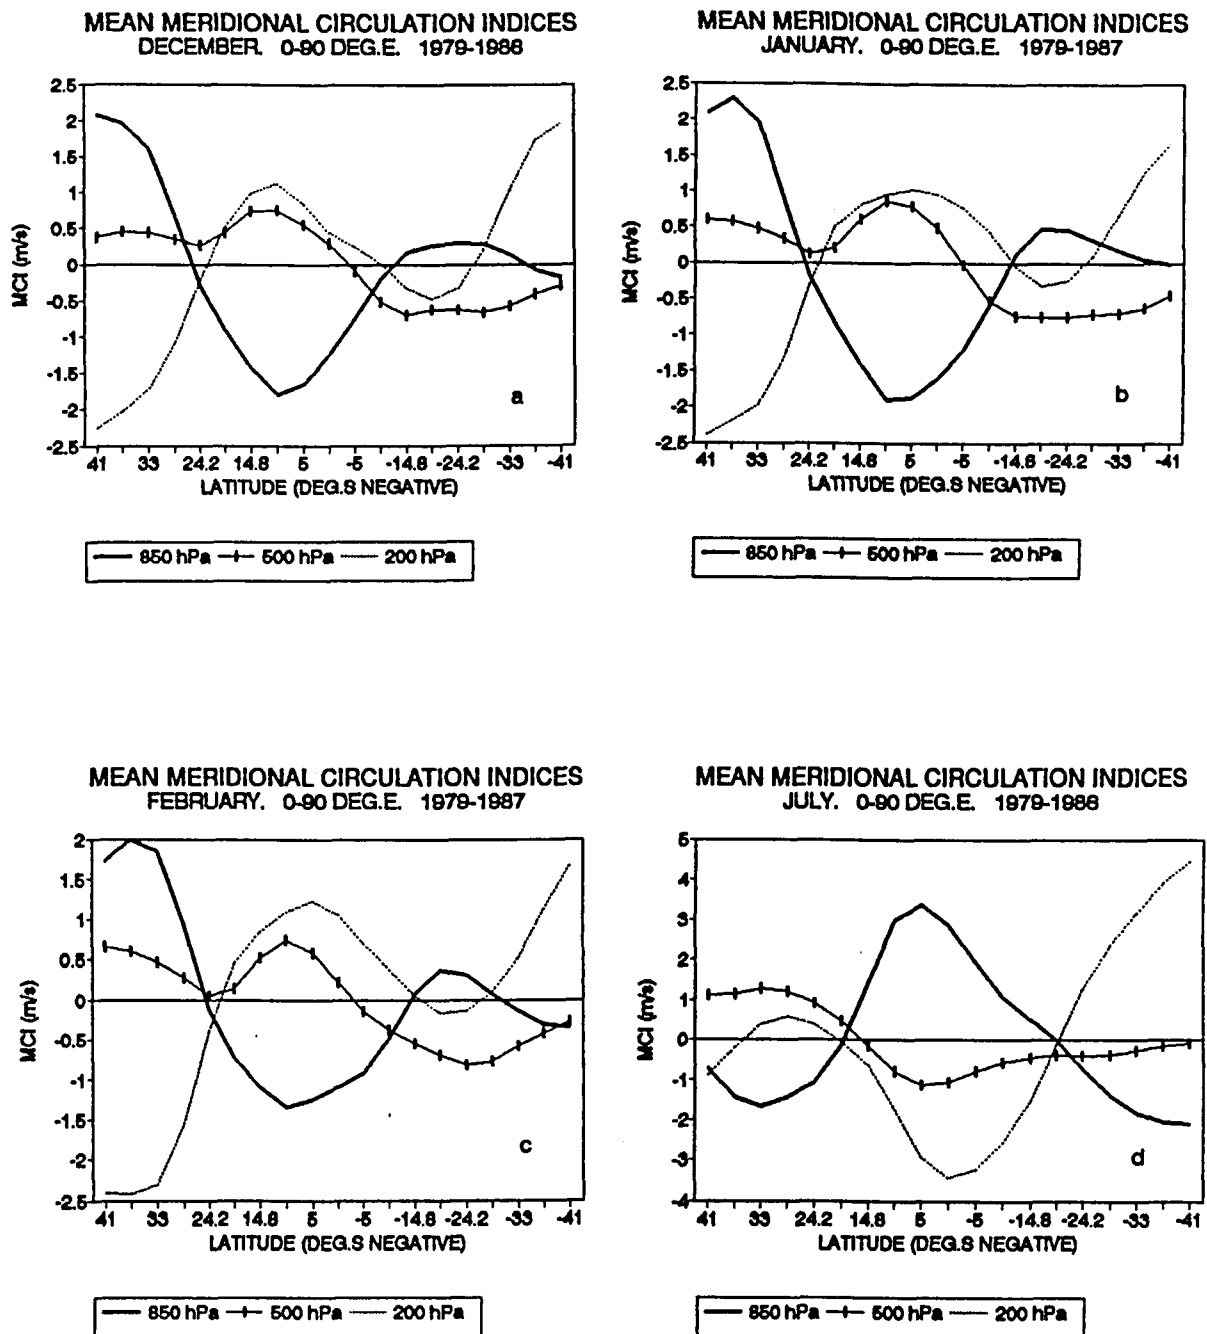 MEAN MERIDIONAL CIRCULATION INDICES
DECEMBER. 0-90 DEG.E. 1979-1986
MCI (m/s)
2.5
2
1.5
1
0.5
0
-0.5
-1
-1.5
-2
-2.5
a
41 33 24.2 14.8 5 -5 -14.8 -24.2 -33 -41
LATITUDE (DEG.S NEGATIVE)
850 hPa 500 hPa 200 hPa
MEAN MERIDIONAL CIRCULATION INDICES
JANUARY. 0-90 DEG.E. 1979-1987
MCI (m/s)
2.5
2
1.5
1
0.5
0
-0.5
-1
-1.5
-2
-2.5
b
41 33 24.2 14.8 5 -5 -14.8 -24.2 -33 -41
LATITUDE (DEG.S NEGATIVE)
850 hPa 500 hPa 200 hPa
MEAN MERIDIONAL CIRCULATION INDICES
FEBRUARY. 0-90 DEG.E. 1979-1987
MCI (m/s)
2
1.5
1
0.5
0
-0.5
-1
-1.5
-2
-2.5
c
41 33 24.2 14.8 5 -5 -14.8 -24.2 -33 -41
LATITUDE (DEG.S NEGATIVE)
850 hPa 500 hPa 200 hPa
MEAN MERIDIONAL CIRCULATION INDICES
JULY. 0-90 DEG.E. 1979-1986
MCI (m/s)
5
4
3
2
1
0
-1
-2
-3
-4
d
41 33 24.2 14.8 5 -5 -14.8 -24.2 -33 -41
LATITUDE (DEG.S NEGATIVE)
850 hPa 500 hPa 200 hPa